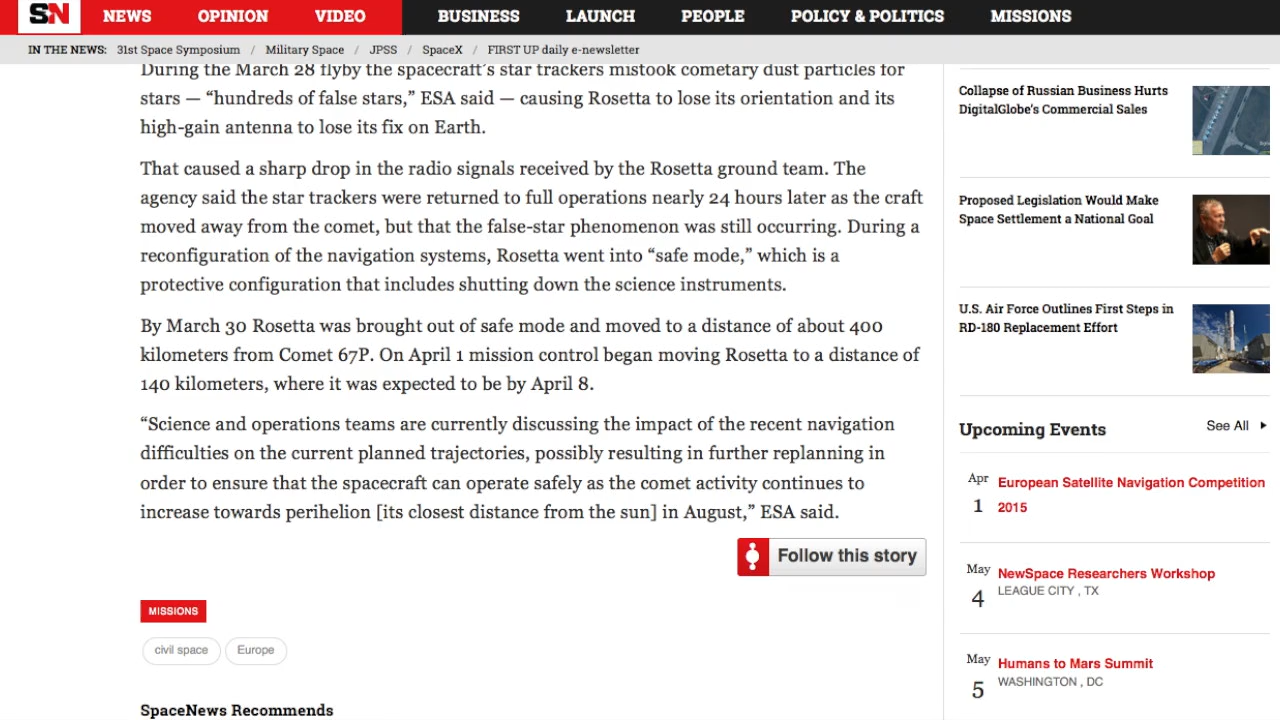 SN NEWS OPINION VIDEO BUSINESS LAUNCH PEOPLE POLICY & POLITICS MISSIONS
IN THE NEWS: 31st Space Symposium / Military Space / JPSS / SpaceX / FIRST UP daily e-newsletter
During the March 28 flyby the spacecraft's star trackers mistook cometary dust particles for
stars — “hundreds of false stars,” ESA said — causing Rosetta to lose its orientation and its
high-gain antenna to lose its fix on Earth.
That caused a sharp drop in the radio signals received by the Rosetta ground team. The
agency said the star trackers were returned to full operations nearly 24 hours later as the craft
moved away from the comet, but that the false-star phenomenon was still occurring. During a
reconfiguration of the navigation systems, Rosetta went into “safe mode,” which is a
protective configuration that includes shutting down the science instruments.
By March 30 Rosetta was brought out of safe mode and moved to a distance of about 400
kilometers from Comet 67P. On April 1 mission control began moving Rosetta to a distance of
140 kilometers, where it was expected to be by April 8.
“Science and operations teams are currently discussing the impact of the recent navigation
difficulties on the current planned trajectories, possibly resulting in further replanning in
order to ensure that the spacecraft can operate safely as the comet activity continues to
increase towards perihelion [its closest distance from the sun] in August,” ESA said.
Follow this story
MISSIONS
civil space Europe
SpaceNews Recommends
Collapse of Russian Business Hurts
DigitalGlobe's Commercial Sales
Proposed Legislation Would Make
Space Settlement a National Goal
U.S. Air Force Outlines First Steps in
RD-180 Replacement Effort
Upcoming Events See All
Apr
1
European Satellite Navigation Competition
2015
May
4
NewSpace Researchers Workshop
LEAGUE CITY , TX
May
5
Humans to Mars Summit
WASHINGTON , DC